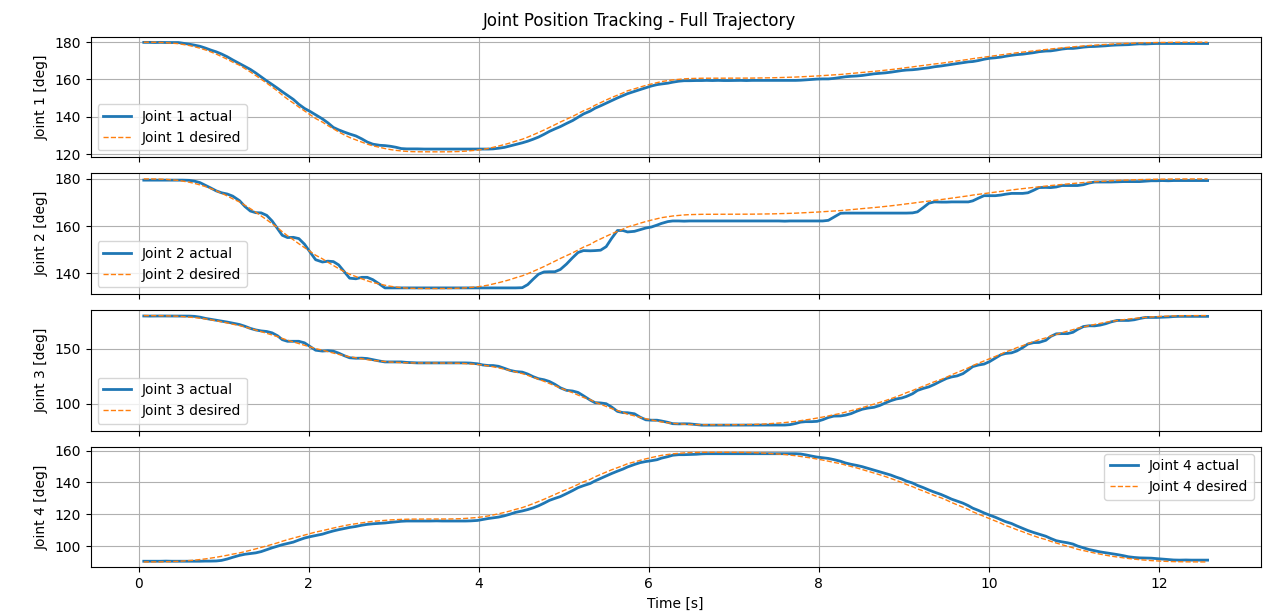 Joint Position Tracking - Full Trajectory
Joint 1 [deg]
180
160
140
120
Joint 1 actual
Joint 1 desired
Joint 2 [deg]
180
160
140
Joint 2 actual
Joint 2 desired
Joint 3 [deg]
150
100
Joint 3 actual
Joint 3 desired
Joint 4 [deg]
160
140
120
100
Joint 4 actual
Joint 4 desired
0 2 4 6 8 10 12
Time [s]